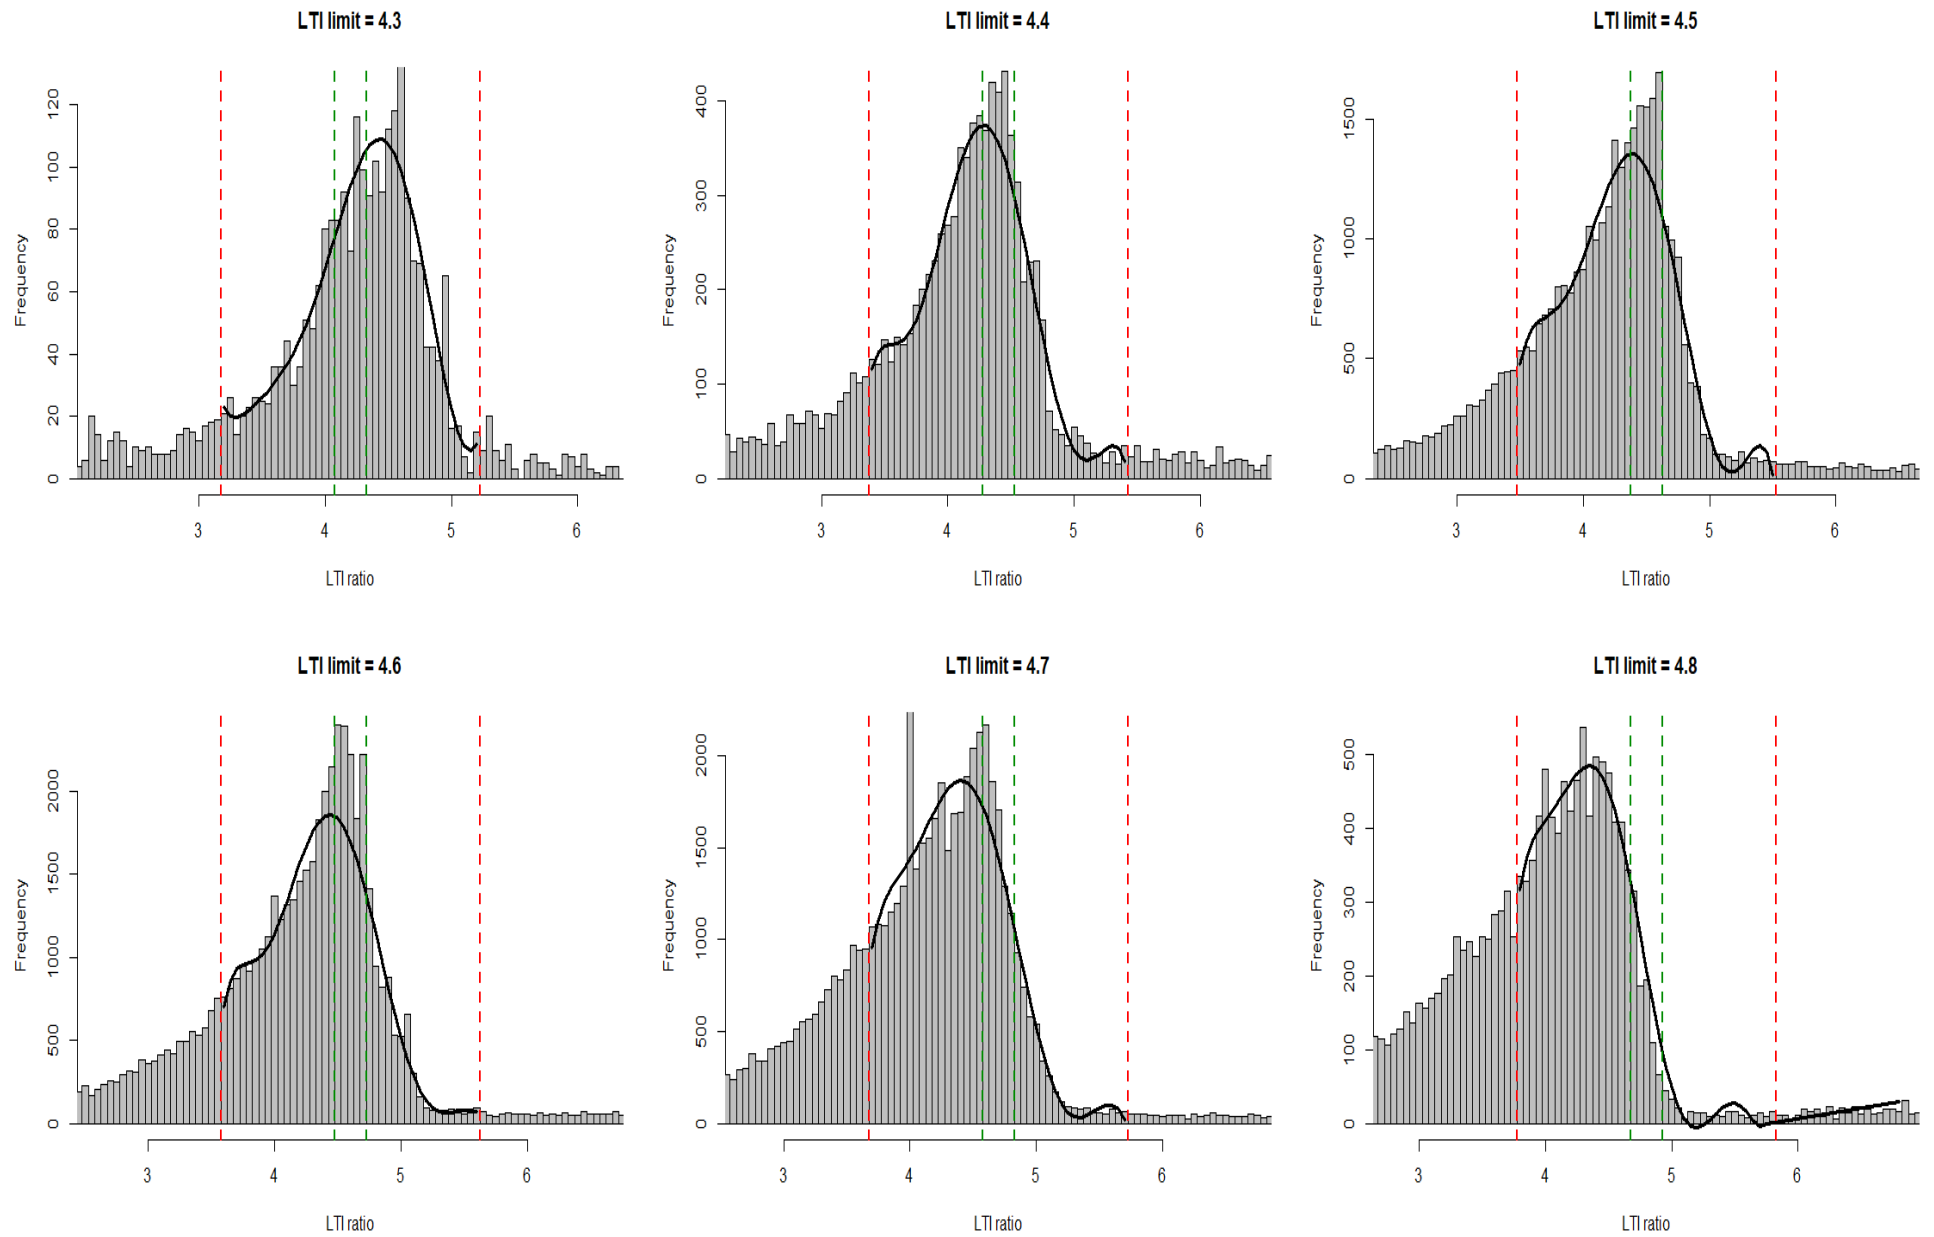 LTI limit = 4.3
Frequency
0 20 40 60 80 100 120
3 4 5 6
LTI ratio
LTI limit = 4.4
Frequency
0 100 200 300 400
3 4 5 6
LTI ratio
LTI limit = 4.5
Frequency
0 500 1000 1500
3 4 5 6
LTI ratio
LTI limit = 4.6
Frequency
0 500 1000 1500 2000
3 4 5 6
LTI ratio
LTI limit = 4.7
Frequency
0 500 1000 1500 2000
3 4 5 6
LTI ratio
LTI limit = 4.8
Frequency
0 100 200 300 400 500
3 4 5 6
LTI ratio